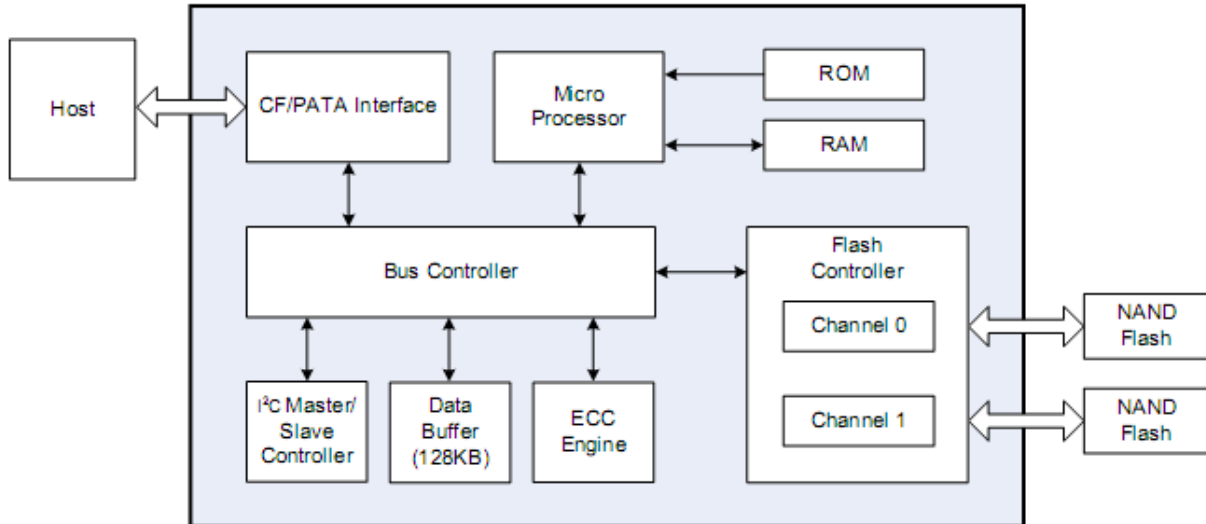 Host
CF/PATA Interface
Micro
Processor
ROM
RAM
Bus Controller
Flash
Controller
Channel 0
Channel 1
NAND
Flash
NAND
Flash
I²C Master/
Slave
Controller
Data
Buffer
(128KB)
ECC
Engine